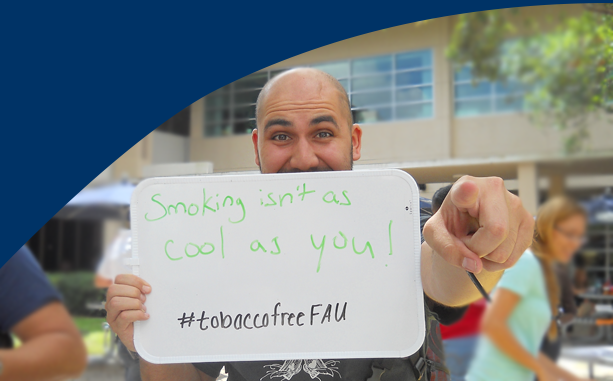 Smoking isn't as
cool as you!
#tobaccofreeFAU